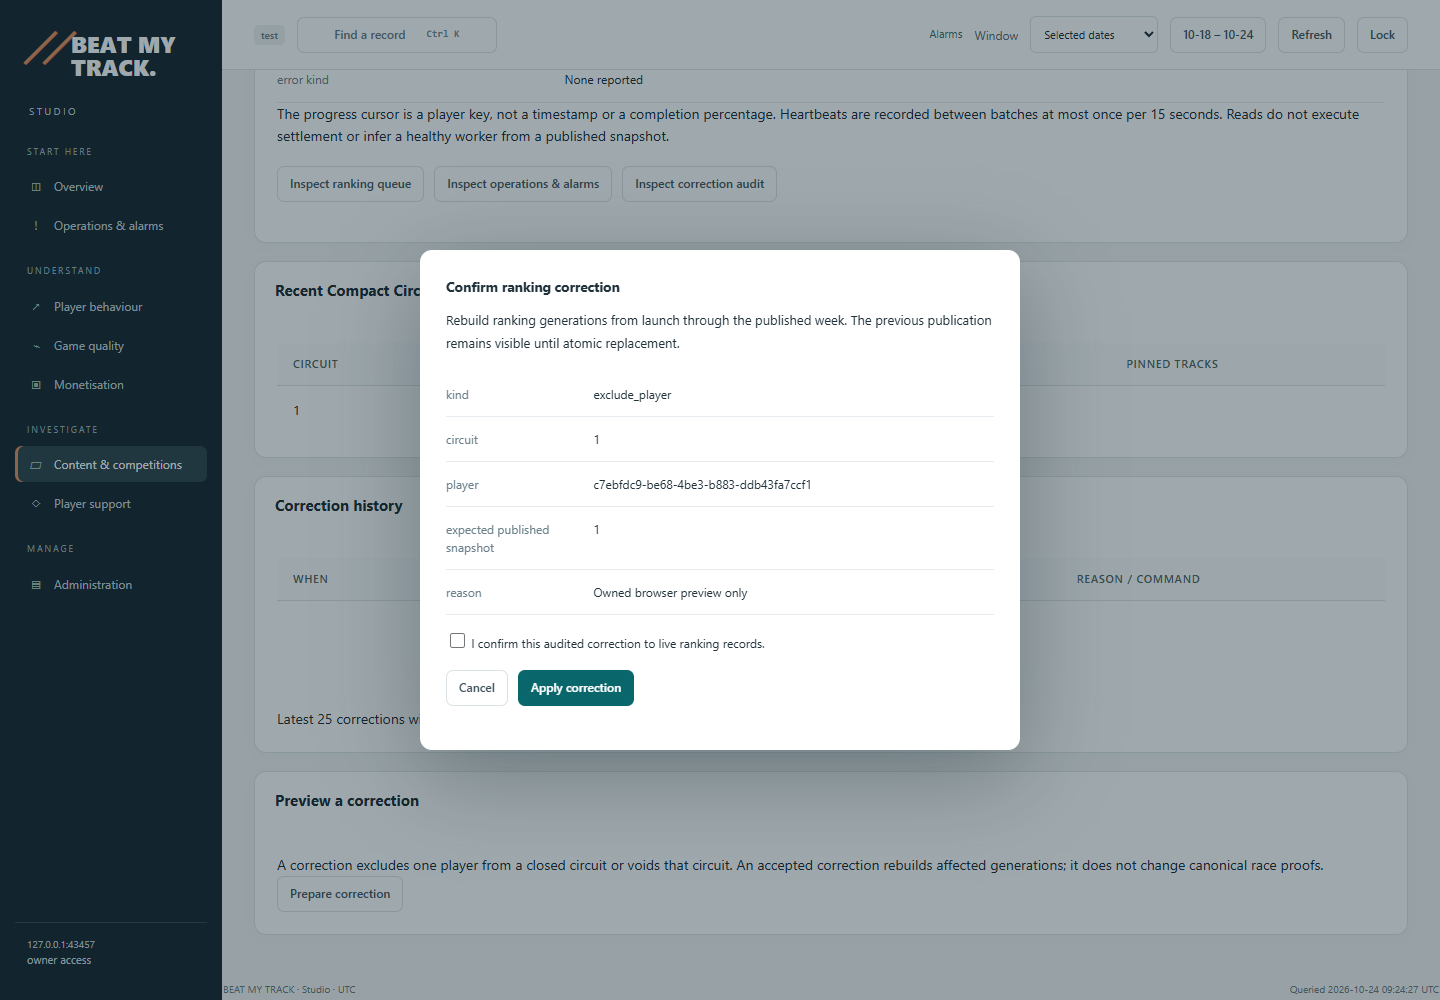 BEAT MY
TRACK.
STUDIO
START HERE
Overview
! Operations & alarms
UNDERSTAND
Player behaviour
Game quality
Monetisation
INVESTIGATE
Content & competitions
Player support
MANAGE
Administration
127.0.0.1:43457
owner access
test
Find a record Ctrl K
Alarms Window Selected dates 10-18 – 10-24 Refresh Lock
error kind None reported
The progress cursor is a player key, not a timestamp or a completion percentage. Heartbeats are recorded between batches at most once per 15 seconds. Reads do not execute
settlement or infer a healthy worker from a published snapshot.
Inspect ranking queue Inspect operations & alarms Inspect correction audit
Recent Compact Circ
CIRCUIT PINNED TRACKS
1
Correction history
WHEN REASON / COMMAND
Latest 25 corrections w
Confirm ranking correction
Rebuild ranking generations from launch through the published week. The previous publication
remains visible until atomic replacement.
kind exclude_player
circuit 1
player c7ebfdc9-be68-4be3-b883-ddb43fa7ccf1
expected published 1
snapshot
reason Owned browser preview only
I confirm this audited correction to live ranking records.
Cancel Apply correction
Preview a correction
A correction excludes one player from a closed circuit or voids that circuit. An accepted correction rebuilds affected generations; it does not change canonical race proofs.
Prepare correction
BEAT MY TRACK · Studio · UTC
Queried 2026-10-24 09:24:27 UTC